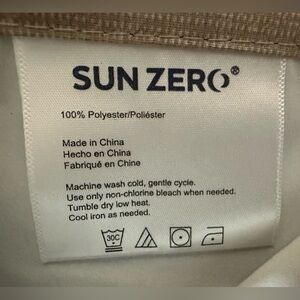 SUN ZERO®
100% Polyester/Poliéster
Made in China
Hecho en China
Fabriqué en Chine
Machine wash cold, gentle cycle.
Use only non-chlorine bleach when needed.
Tumble dry low heat.
Cool iron as needed.
30C